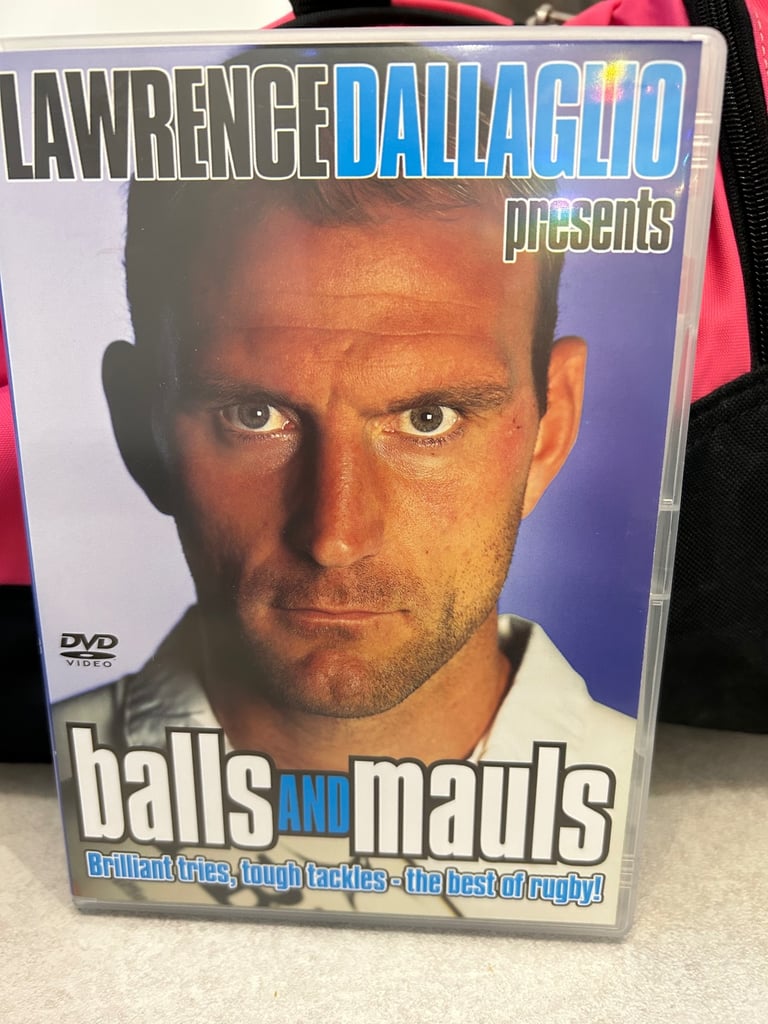 LAWRENCE DALLAGLIO
presents
DVD
VIDEO
balls AND mauls
Brilliant tries, tough tackles - the best of rugby!